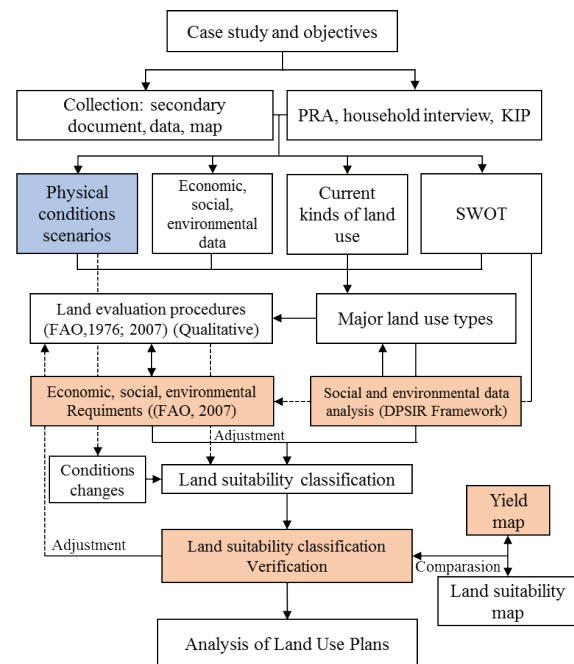 Case study and objectives
Collection: secondary
document, data, map
PRA, household interview, KIP
Physical
conditions
scenarios
Economic,
social,
environmental
data
Current
kinds of land
use
SWOT
Land evaluation procedures
(FAO,1976; 2007) (Qualitative)
Major land use types
Economic, social, environmental
Requiments ((FAO, 2007)
Social and environmental data
analysis (DPSIR Framework)
Adjustment
Conditions
changes
Land suitability classification
Yield
map
Adjustment
Land suitability classification
Verification
Comparasion
Land suitability
map
Analysis of Land Use Plans